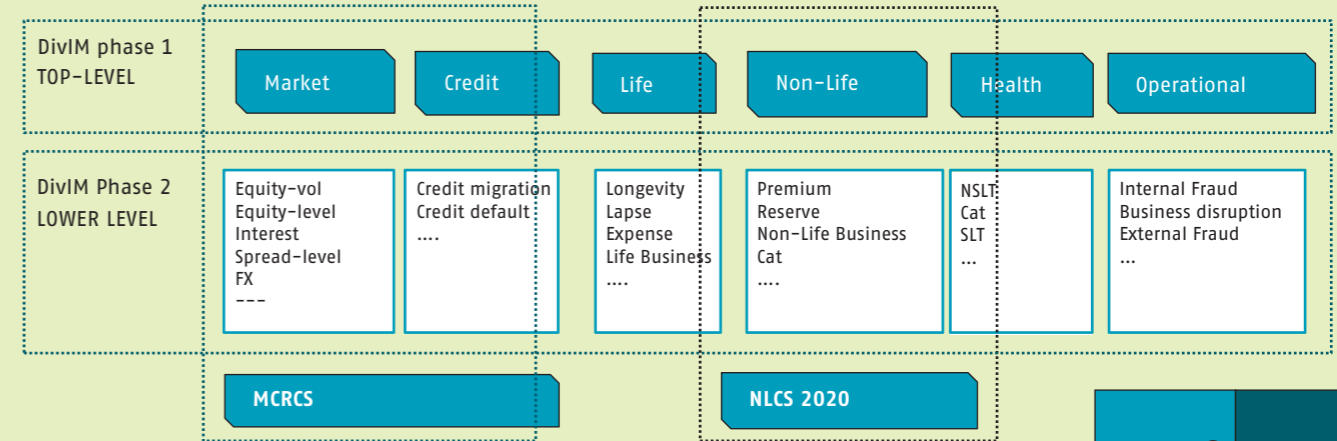 DivIM phase 1
TOP-LEVEL
Market
Credit
Life
Non-Life
Health
Operational
DivIM Phase 2
LOWER LEVEL
Equity-vol
Equity-level
Interest
Spread-level
FX
---
Credit migration
Credit default
....
Longevity
Lapse
Expense
Life Business
....
Premium
Reserve
Non-Life Business
Cat
....
NSLT
Cat
SLT
...
Internal Fraud
Business disruption
External Fraud
...
MCRCS
NLCS 2020